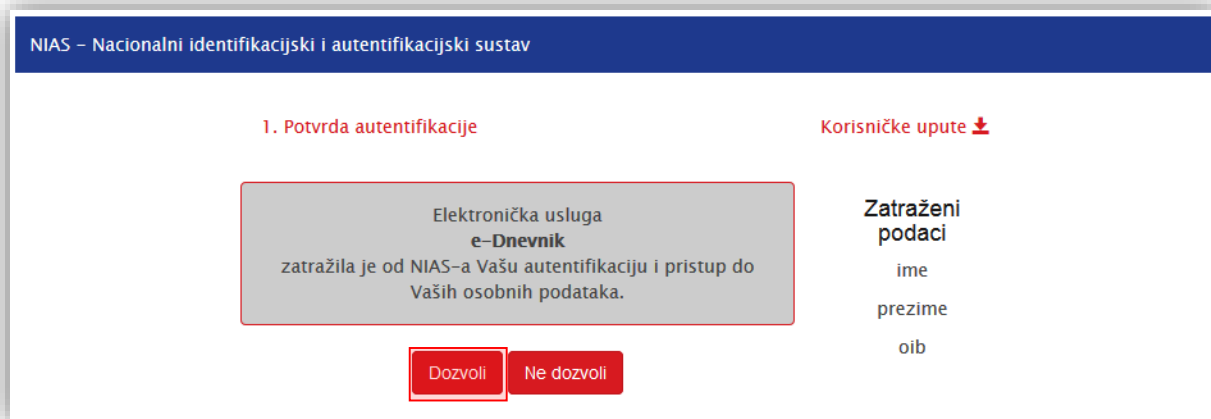 NIAS – Nacionalni identifikacijski i autentifikacijski sustav
1. Potvrda autentifikacije
Korisničke upute
Elektronička usluga
e-Dnevnik
zatražila je od NIAS-a Vašu autentifikaciju i pristup do
Vaših osobnih podataka.
Zatraženi
podaci
ime
prezime
oib
Dozvoli
Ne dozvoli